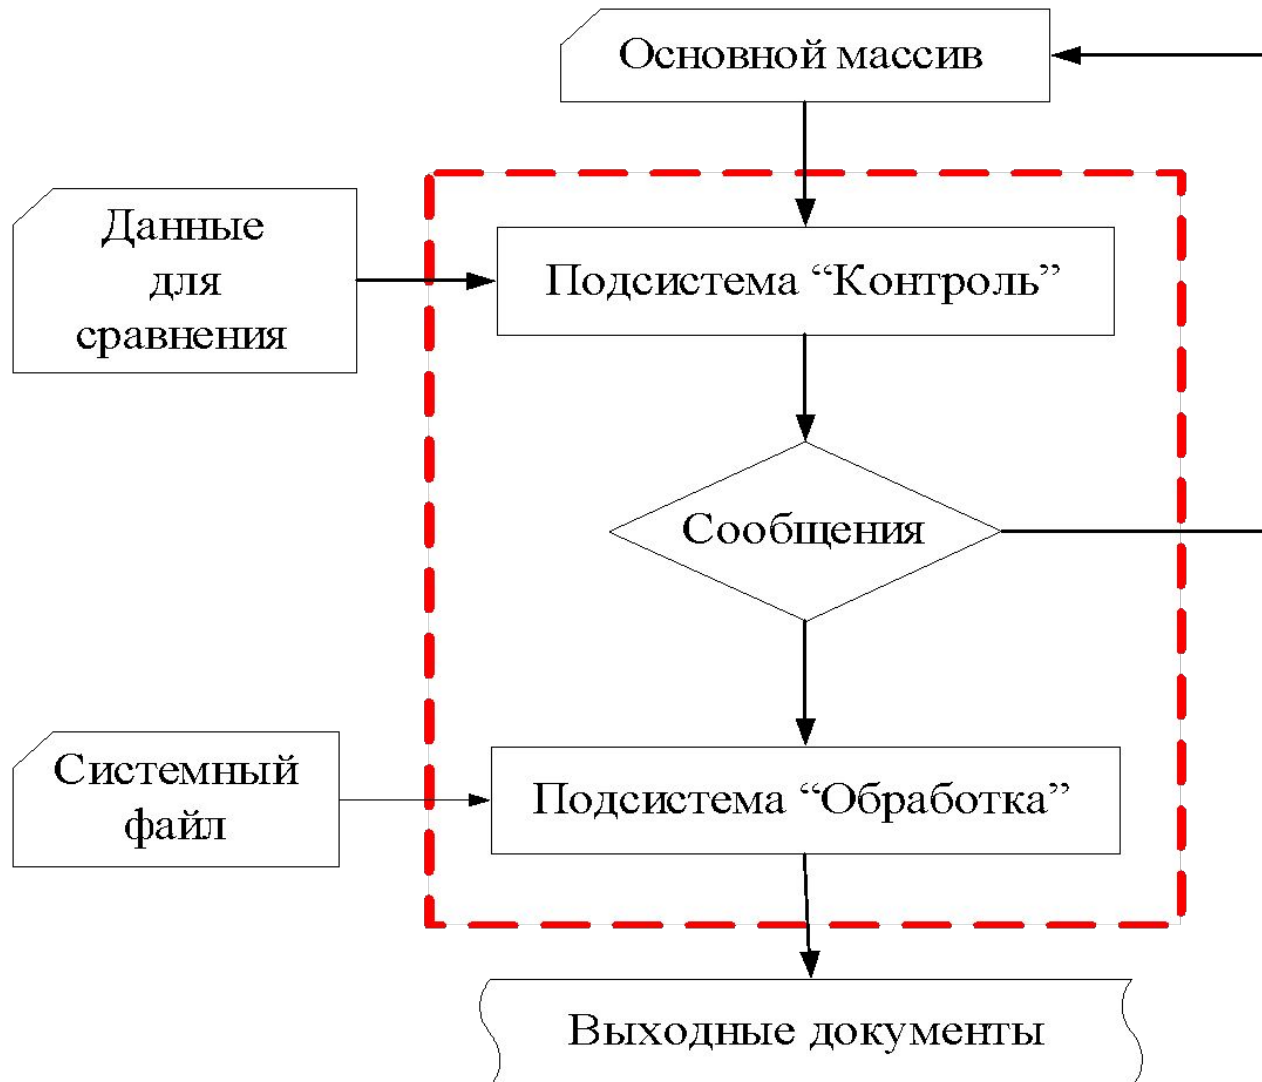 Основной массив
Данные
для
сравнения
Подсистема “Контроль”
Сообщения
Системный
файл
Подсистема “Обработка”
Выходные документы